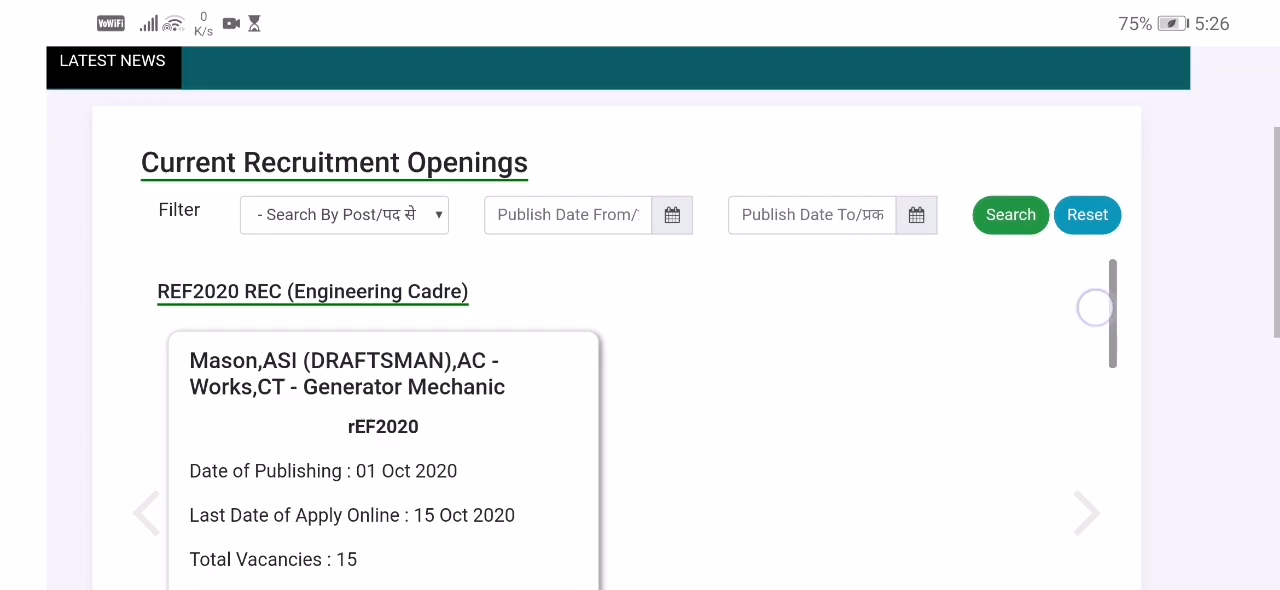 VoWiFi 0 K/s 75% 5:26
LATEST NEWS
Current Recruitment Openings
Filter - Search By Post/पद से Publish Date From/ Publish Date To/प्रक Search Reset
REF2020 REC (Engineering Cadre)
Mason,ASI (DRAFTSMAN),AC -
Works,CT - Generator Mechanic
rEF2020
Date of Publishing : 01 Oct 2020
Last Date of Apply Online : 15 Oct 2020
Total Vacancies : 15